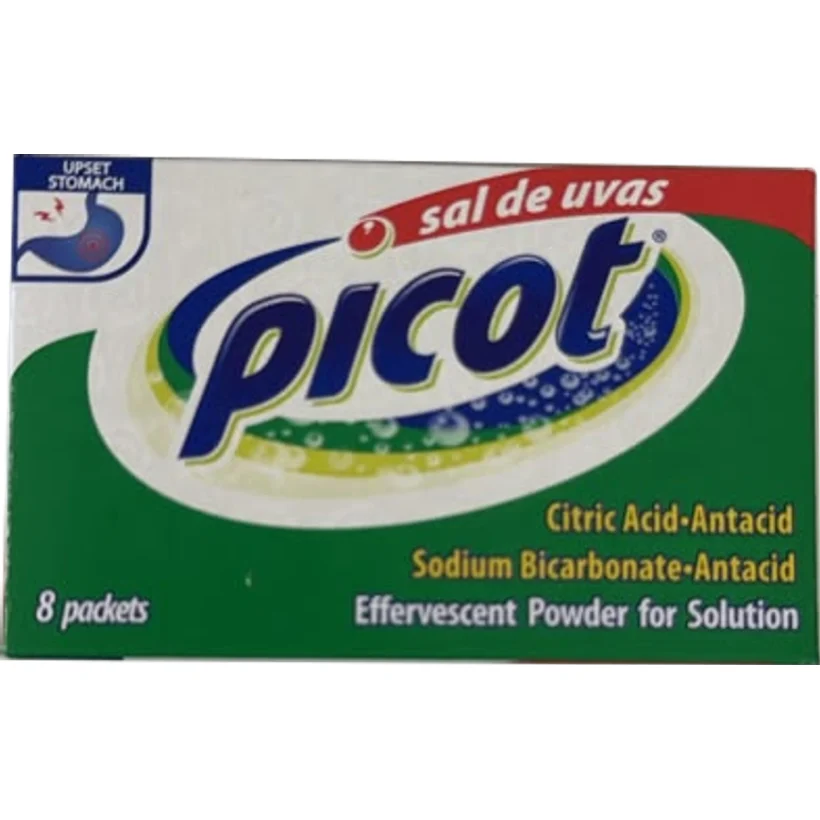 UPSET
STOMACH
sal de uvas
picot®
Citric Acid•Antacid
Sodium Bicarbonate•Antacid
8 packets
Effervescent Powder for Solution